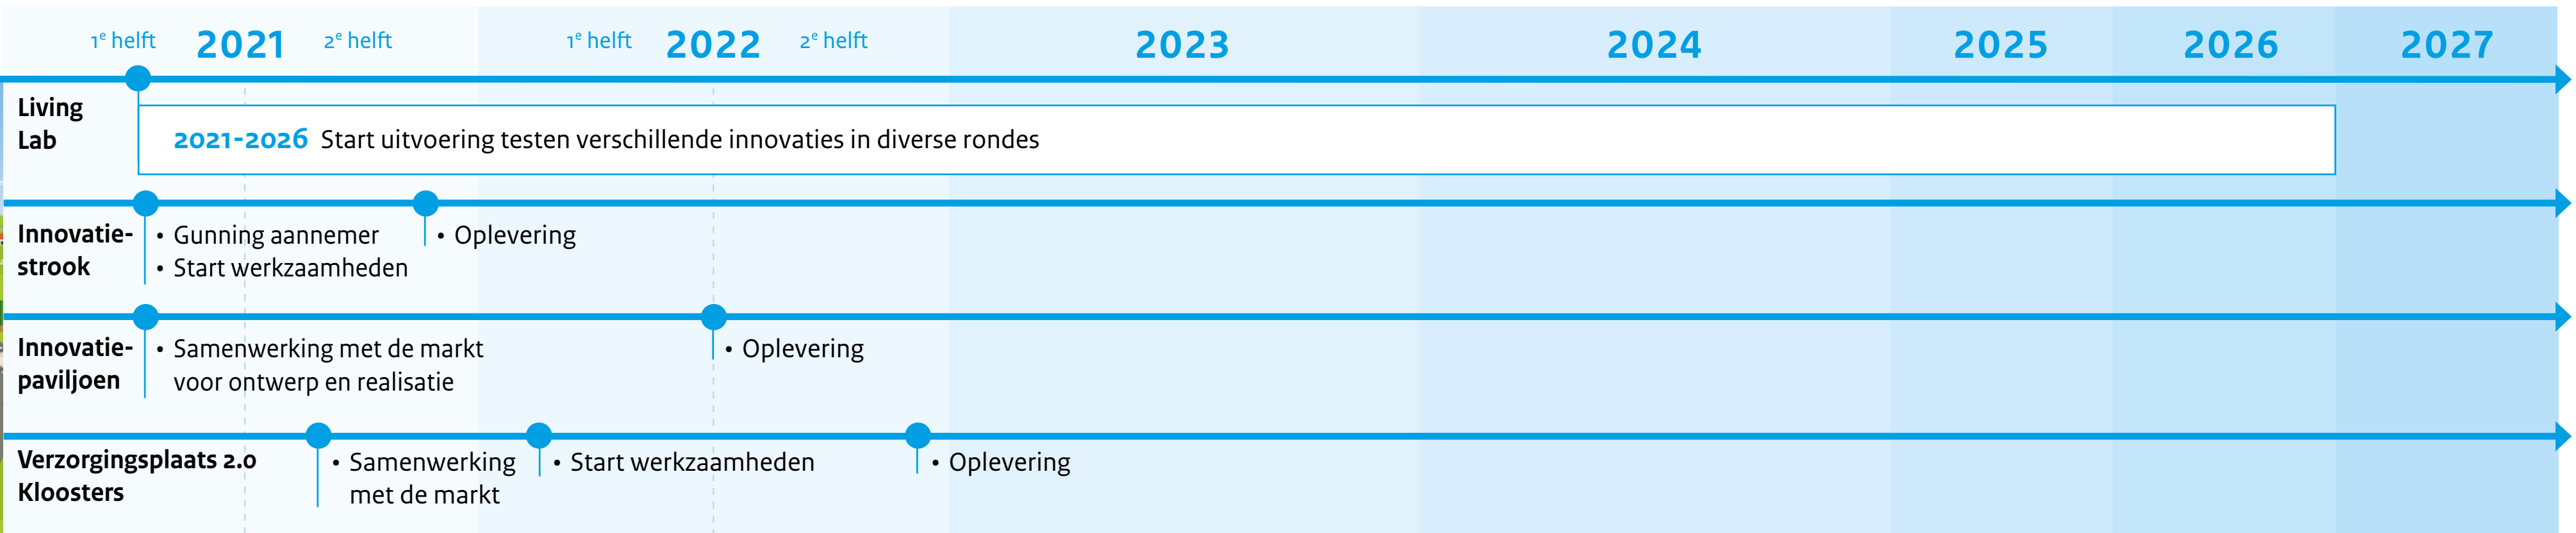 1e helft 2021 2e helft 1e helft 2022 2e helft 2023 2024 2025 2026 2027
Living
Lab
2021-2026 Start uitvoering testen verschillende innovaties in diverse rondes
Innovatie-
strook
• Gunning aannemer
• Start werkzaamheden
• Oplevering
Innovatie-
paviljoen
• Samenwerking met de markt
voor ontwerp en realisatie
• Oplevering
Verzorgingsplaats 2.0
Kloosters
• Samenwerking
met de markt
• Start werkzaamheden
• Oplevering